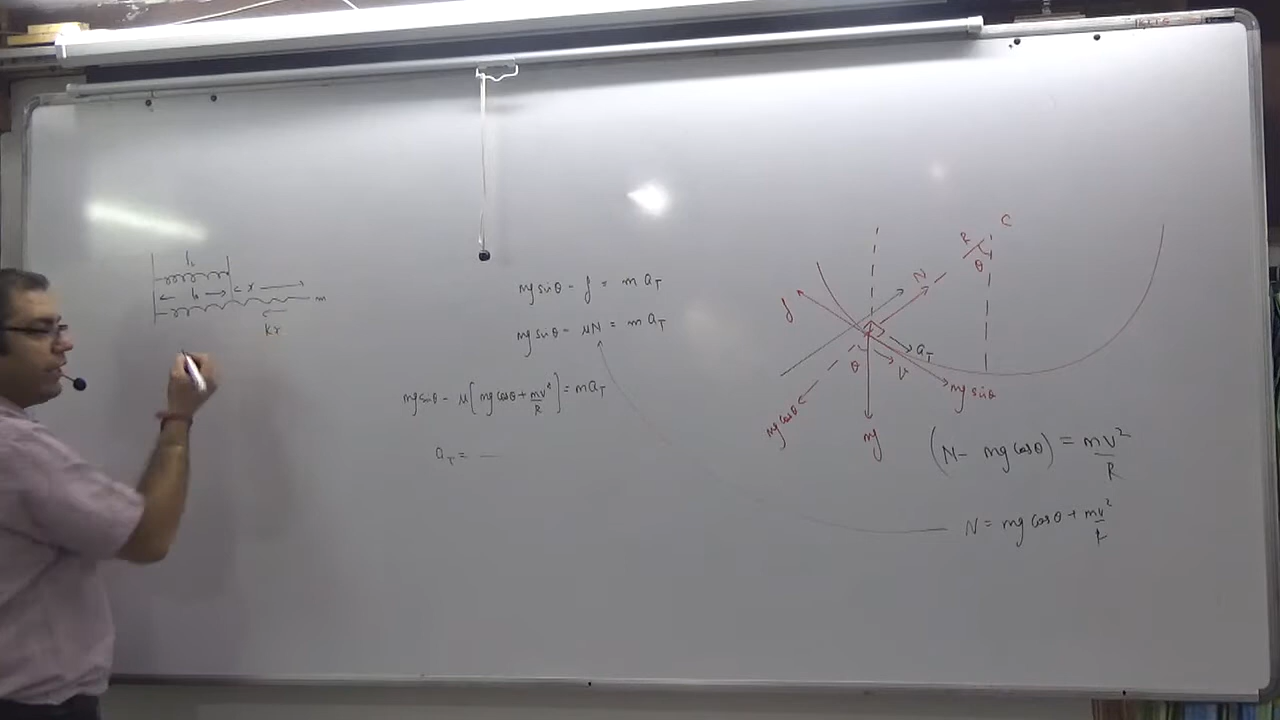 l₀
l₀ x
m
kx
mg sinθ - f = m a_T
mg sinθ - μN = m a_T
mg sinθ - μ[mg cosθ + mv²/R] = m a_T
a_T = —
C
R
θ
N
f
a_T
v
θ
mg sinθ
mg cosθ
mg
(N - mg cosθ) = mv²/R
N = mg cosθ + mv²/R